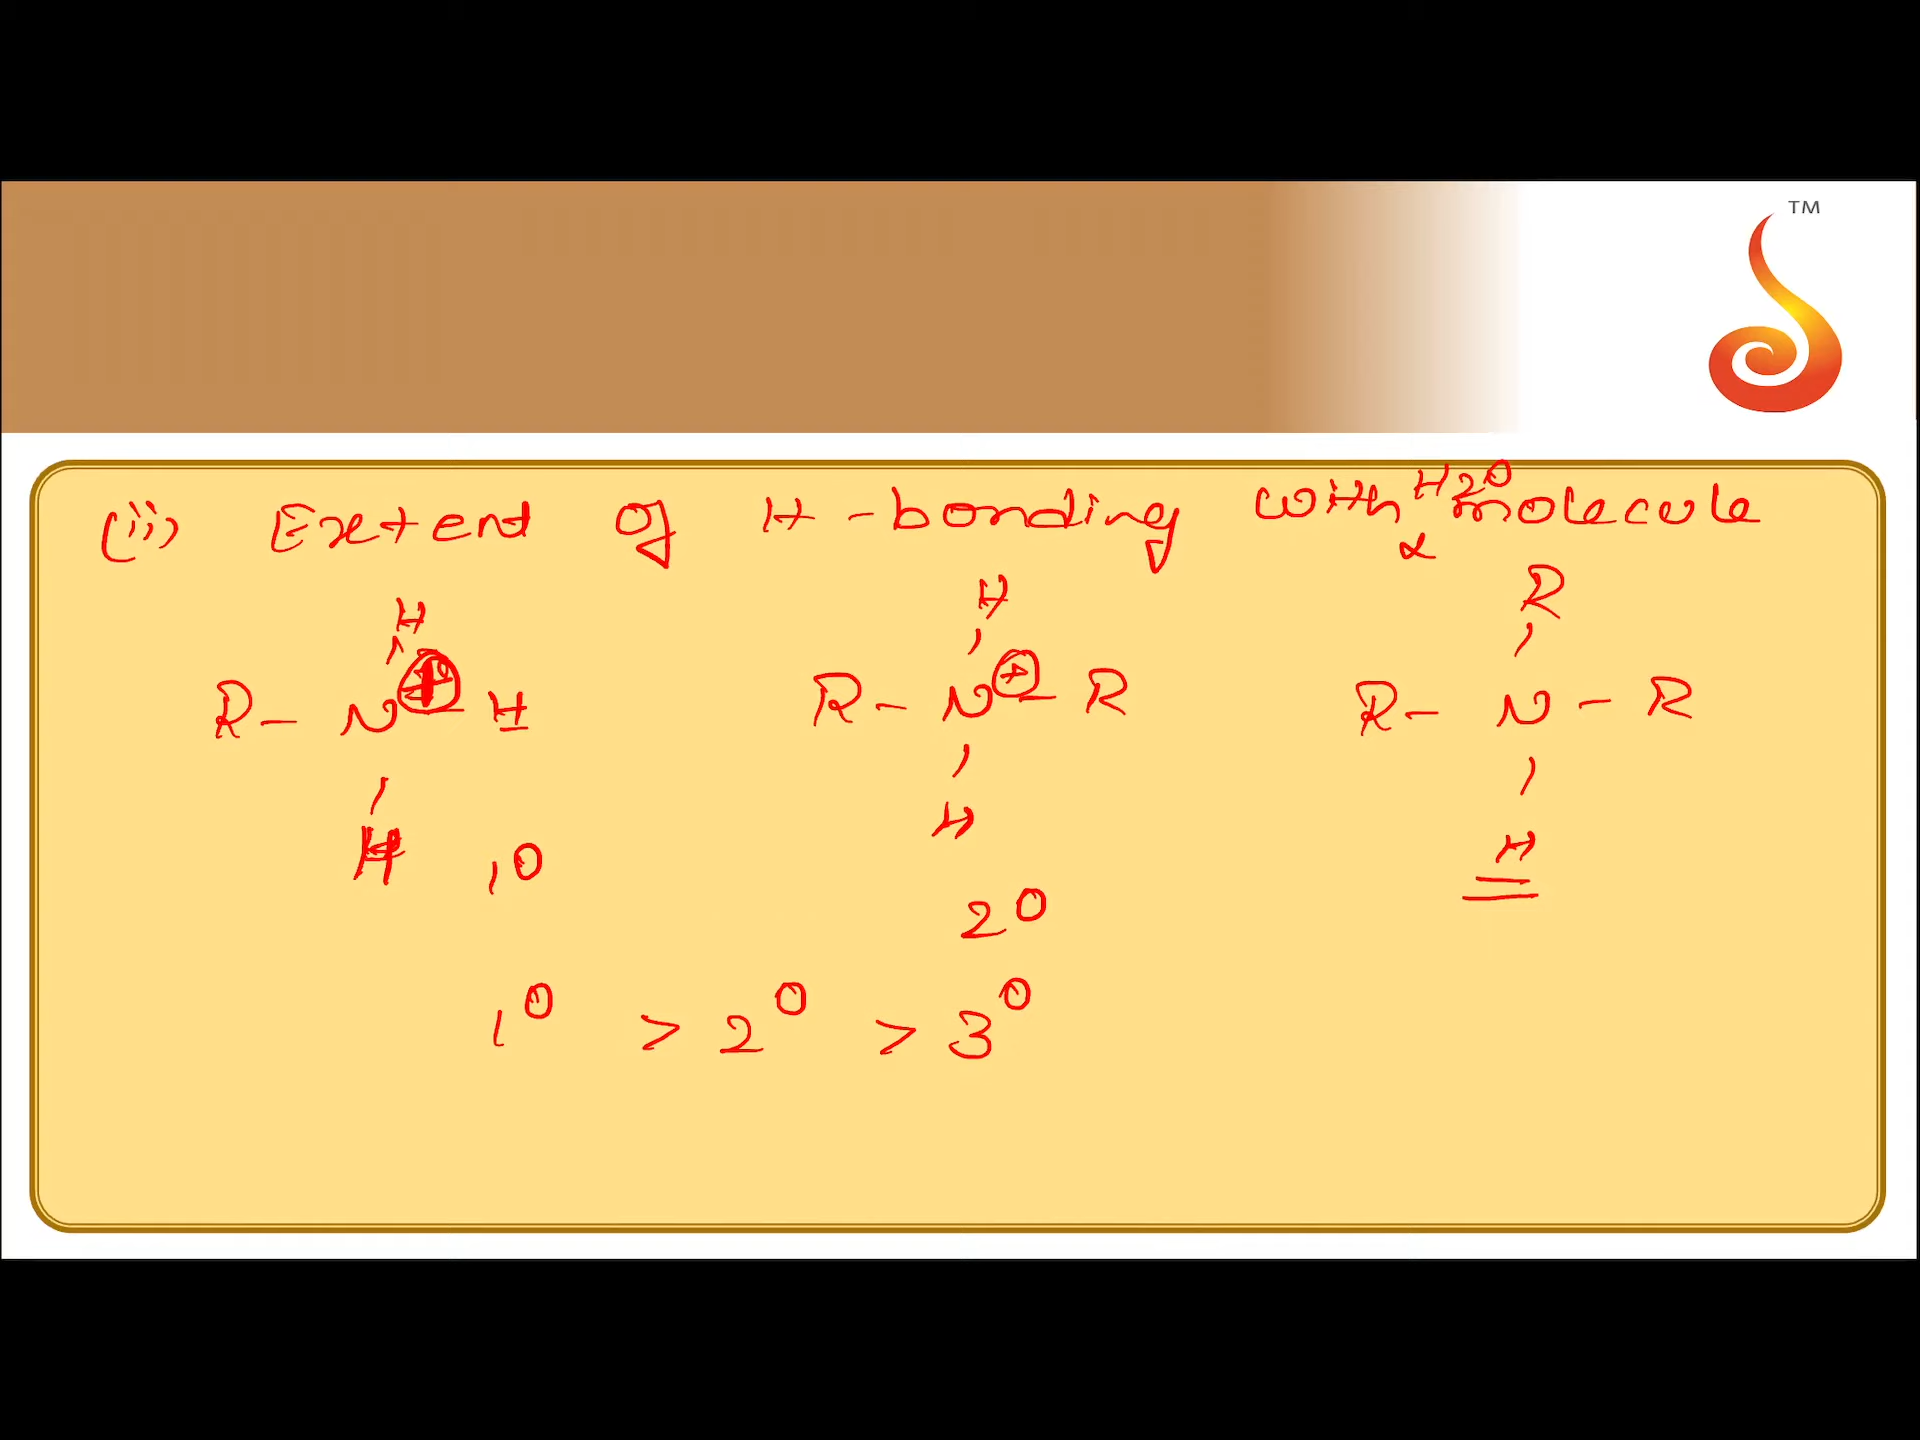 TM
(ii) Extent of H-bonding with H2O molecule
H H R
R - N⊕ - H R - N⊕ - R R - N - R
H H H
1° 2°
1° > 2° > 3°